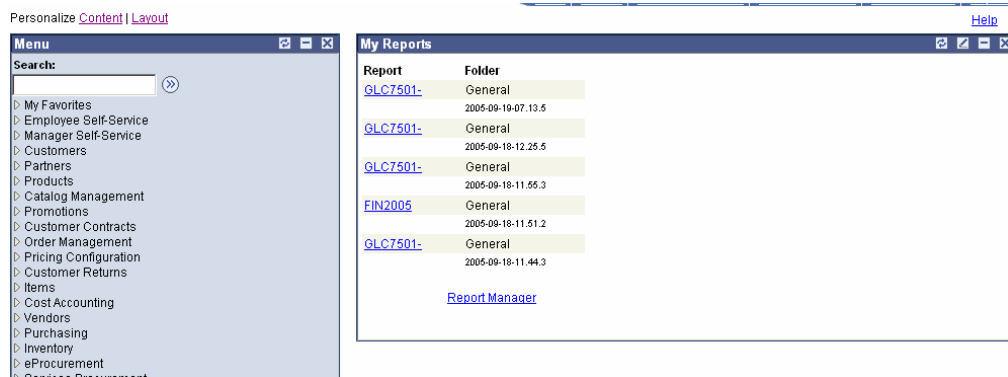 Personalize Content | Layout
Help
Menu
Search:
My Favorites
Employee Self-Service
Manager Self-Service
Customers
Partners
Products
Catalog Management
Promotions
Customer Contracts
Order Management
Pricing Configuration
Customer Returns
Items
Cost Accounting
Vendors
Purchasing
Inventory
eProcurement
Services Procurement
My Reports
Report Folder
GLC7501- General
2005-09-19-07.13.5
GLC7501- General
2005-09-18-12.25.5
GLC7501- General
2005-09-18-11.55.3
FIN2005 General
2005-09-18-11.51.2
GLC7501- General
2005-09-18-11.44.3
Report Manager